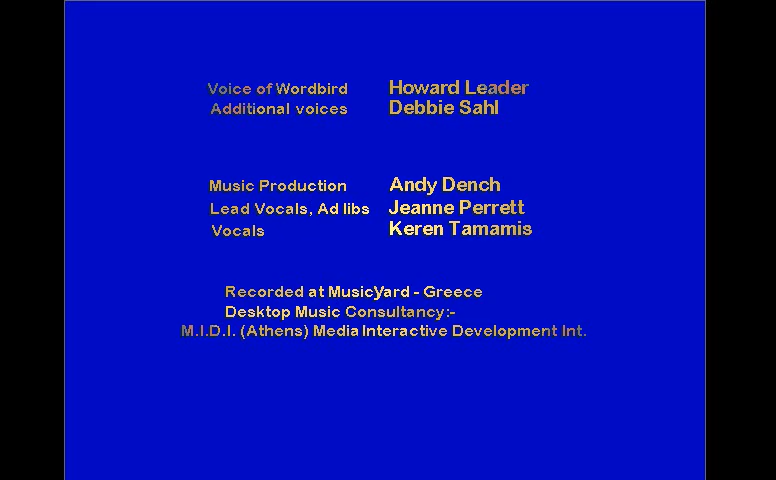 Voice of Wordbird Howard Leader
Additional voices Debbie Sahl
Music Production Andy Dench
Lead Vocals, Ad libs Jeanne Perrett
Vocals Keren Tamamis
Recorded at MusicYard - Greece
Desktop Music Consultancy:-
M.I.D.I. (Athens) Media Interactive Development Int.